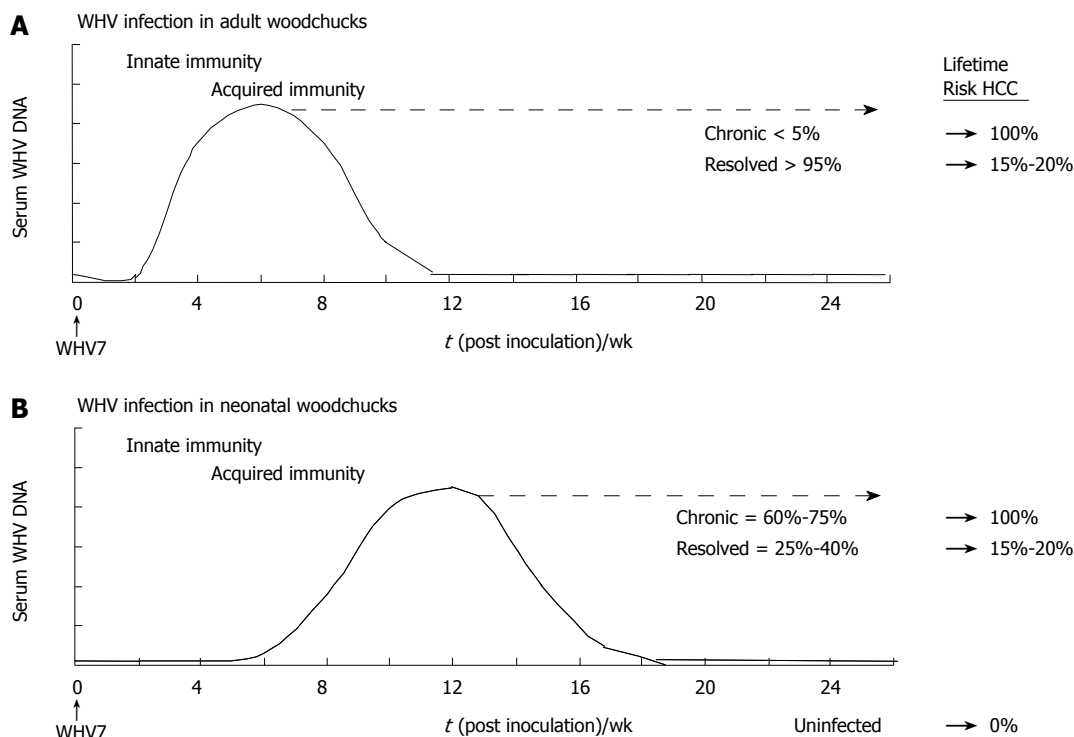 A WHV infection in adult woodchucks
Innate immunity
Acquired immunity
Lifetime
Risk HCC
Serum WHV DNA
Chronic < 5% → 100%
Resolved > 95% → 15%-20%
0 4 8 12 16 20 24
WHV7
t (post inoculation)/wk
B WHV infection in neonatal woodchucks
Innate immunity
Acquired immunity
Serum WHV DNA
Chronic = 60%-75% → 100%
Resolved = 25%-40% → 15%-20%
0 4 8 12 16 20 24
WHV7
t (post inoculation)/wk Uninfected → 0%